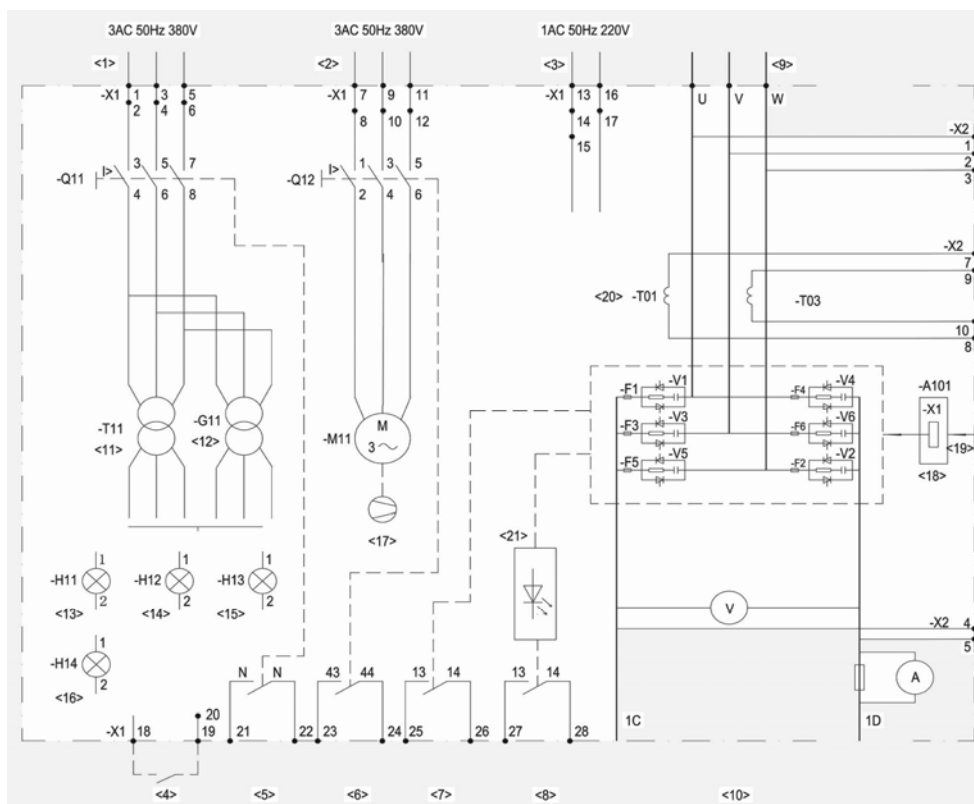 3AC 50Hz 380V 3AC 50Hz 380V 1AC 50Hz 220V
<1> <2> <3> <9>
-X1 1 3 5 -X1 7 9 11 -X1 13 16 U V W
2 4 6 8 10 12 14 17
15
-X2
1
2
3
-Q11 I> 3 5 7 -Q12 I> 1 3 5
4 6 8 2 4 6
-X2
7
9
<20> -T01 -T03
10
8
-F1 -V1 -F4 -V4
-F3 -V3 -F6 -V6
-F5 -V5 -F2 -V2
-A101
-X1
<19>
<18>
-T11
<11>
-G11
<12>
-M11 M
3 ~
<17>
<21>
-H11 1 -H12 1 -H13 1
2 2 2
<13> <14> <15>
V
-X2 4
5
-H14 1
2
<16>
A
N N 43 44 13 14 13 14
20
-X1 18 19 21 22 23 24 25 26 27 28 1C 1D
<4> <5> <6> <7> <8> <10>